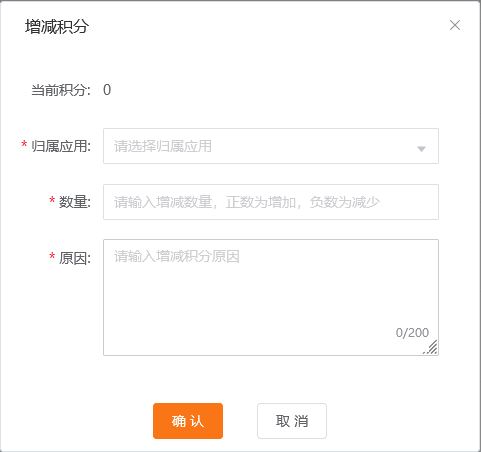 增减积分
当前积分: 0
* 归属应用: 请选择归属应用
* 数量: 请输入增减数量，正数为增加，负数为减少
* 原因: 请输入增减积分原因
0/200
确 认 取 消